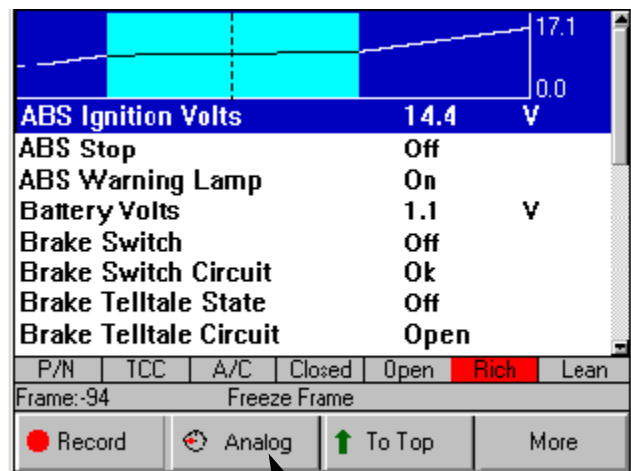 17.1
0.0
ABS Ignition Volts 14.4 V
ABS Stop Off
ABS Warning Lamp On
Battery Volts 1.1 V
Brake Switch Off
Brake Switch Circuit Ok
Brake Telltale State Off
Brake Telltale Circuit Open
P/N TCC A/C Closed Open Rich Lean
Frame:-94 Freeze Frame
Record Analog To Top More